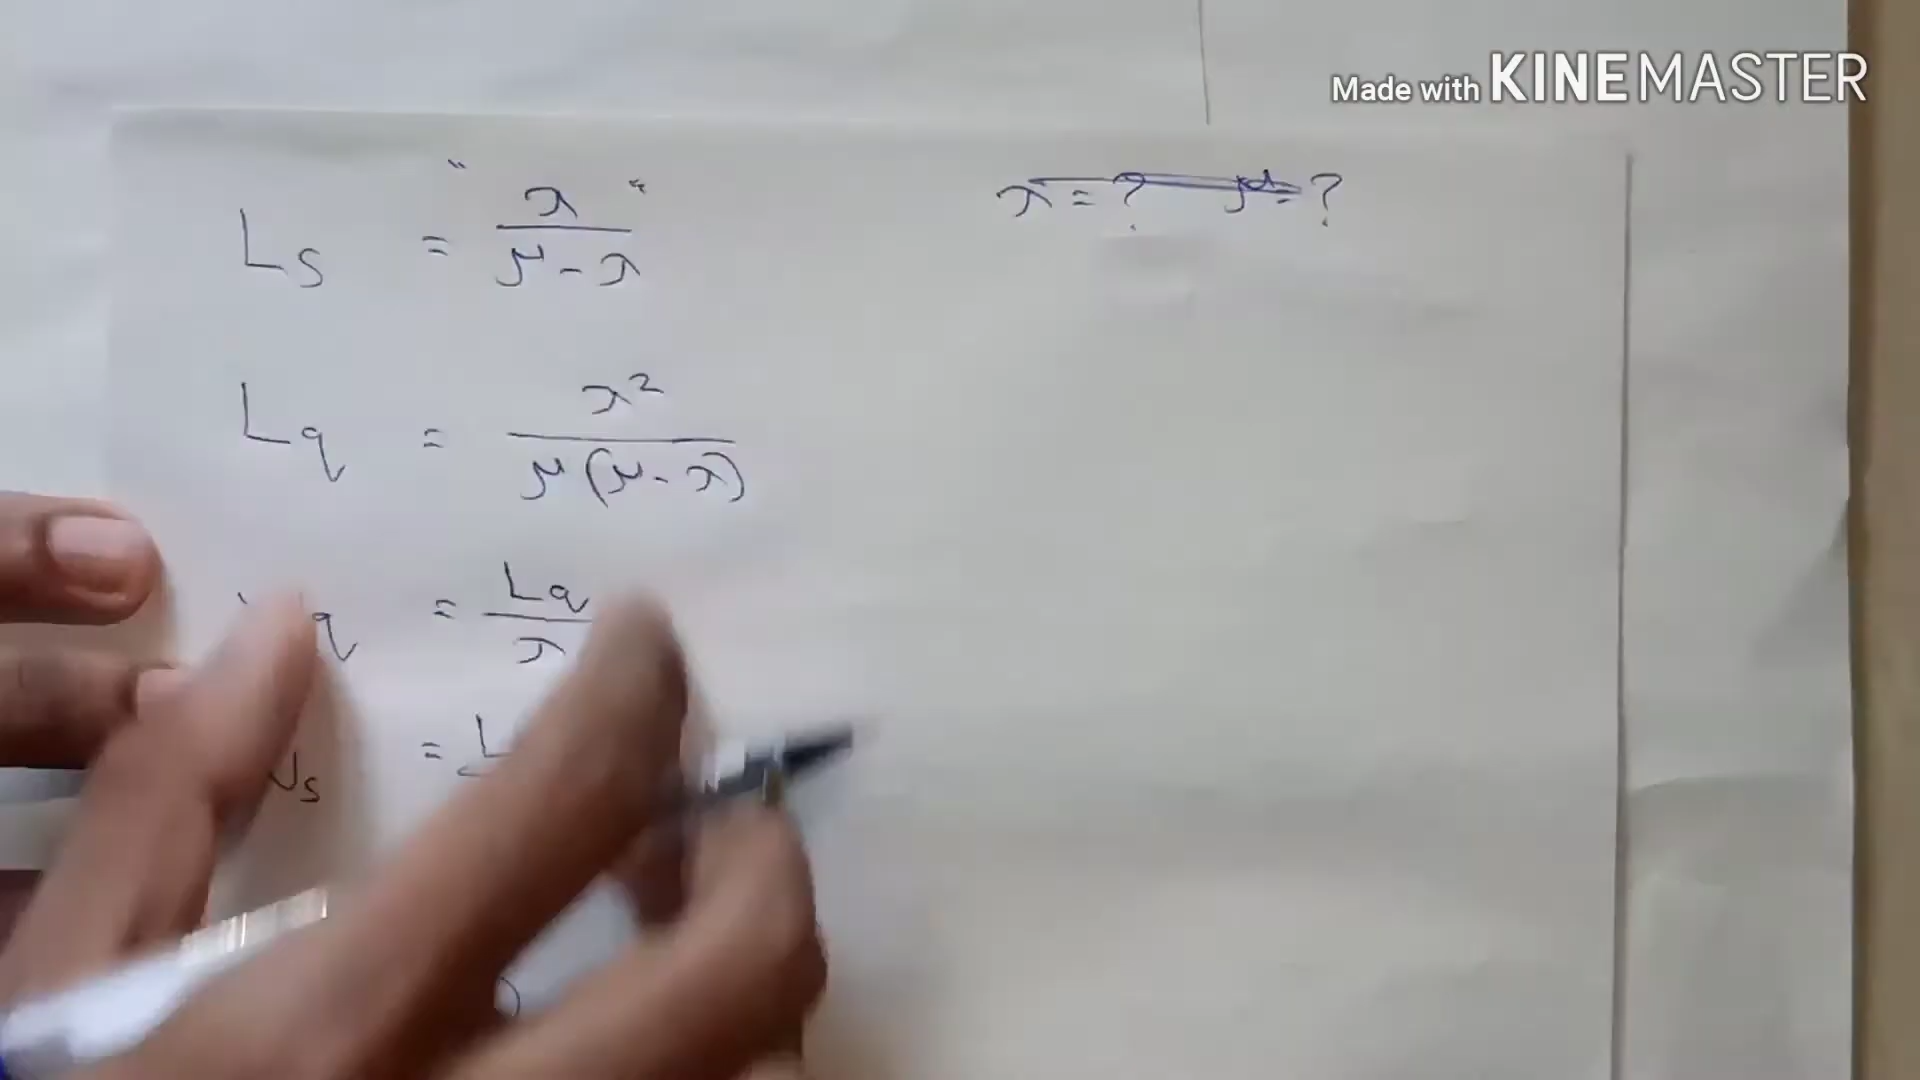 Made with KINEMASTER
λ = ? μ = ?
Ls = λ / μ - λ
Lq = λ² / μ (μ - λ)
q = Lq / λ
s = L